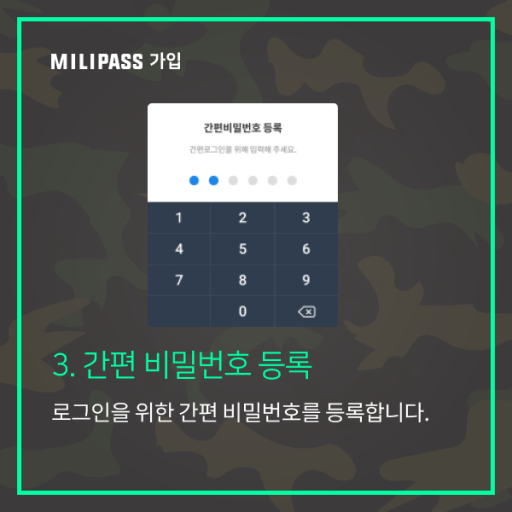 MILIPASS 가입
간편비밀번호 등록
간편로그인을 위해 입력해 주세요.
1 2 3
4 5 6
7 8 9
0
3. 간편 비밀번호 등록
로그인을 위한 간편 비밀번호를 등록합니다.